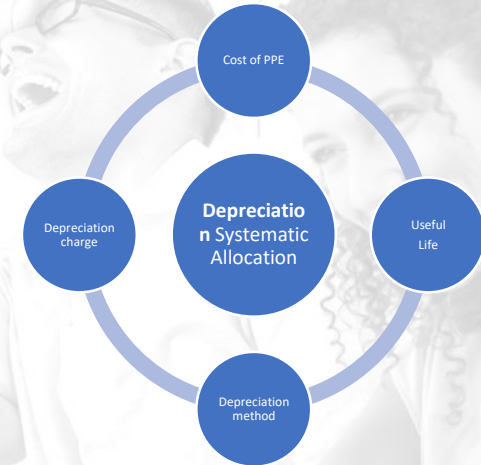 Cost of PPE
Depreciatio
n Systematic
Allocation
Useful
Life
Depreciation
charge
Depreciation
method